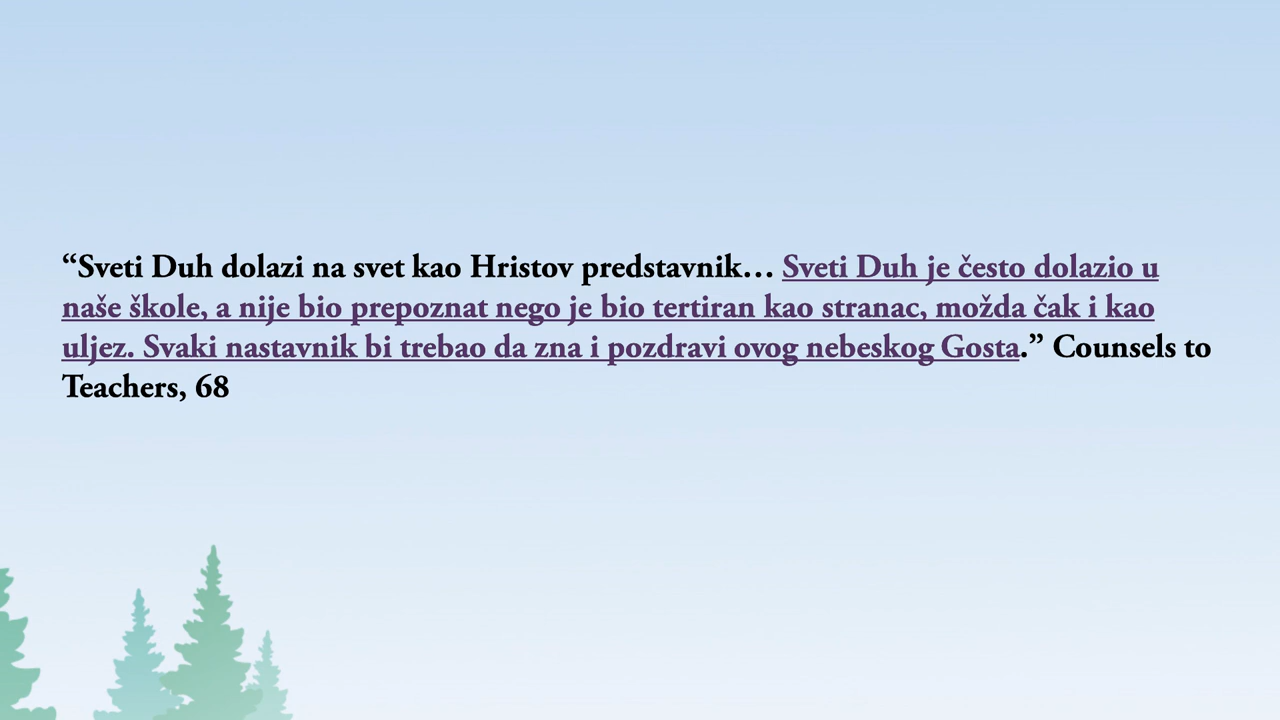 “Sveti Duh dolazi na svet kao Hristov predstavnik… Sveti Duh je često dolazio u
naše škole, a nije bio prepoznat nego je bio tertiran kao stranac, možda čak i kao
uljez. Svaki nastavnik bi trebao da zna i pozdravi ovog nebeskog Gosta.” Counsels to
Teachers, 68